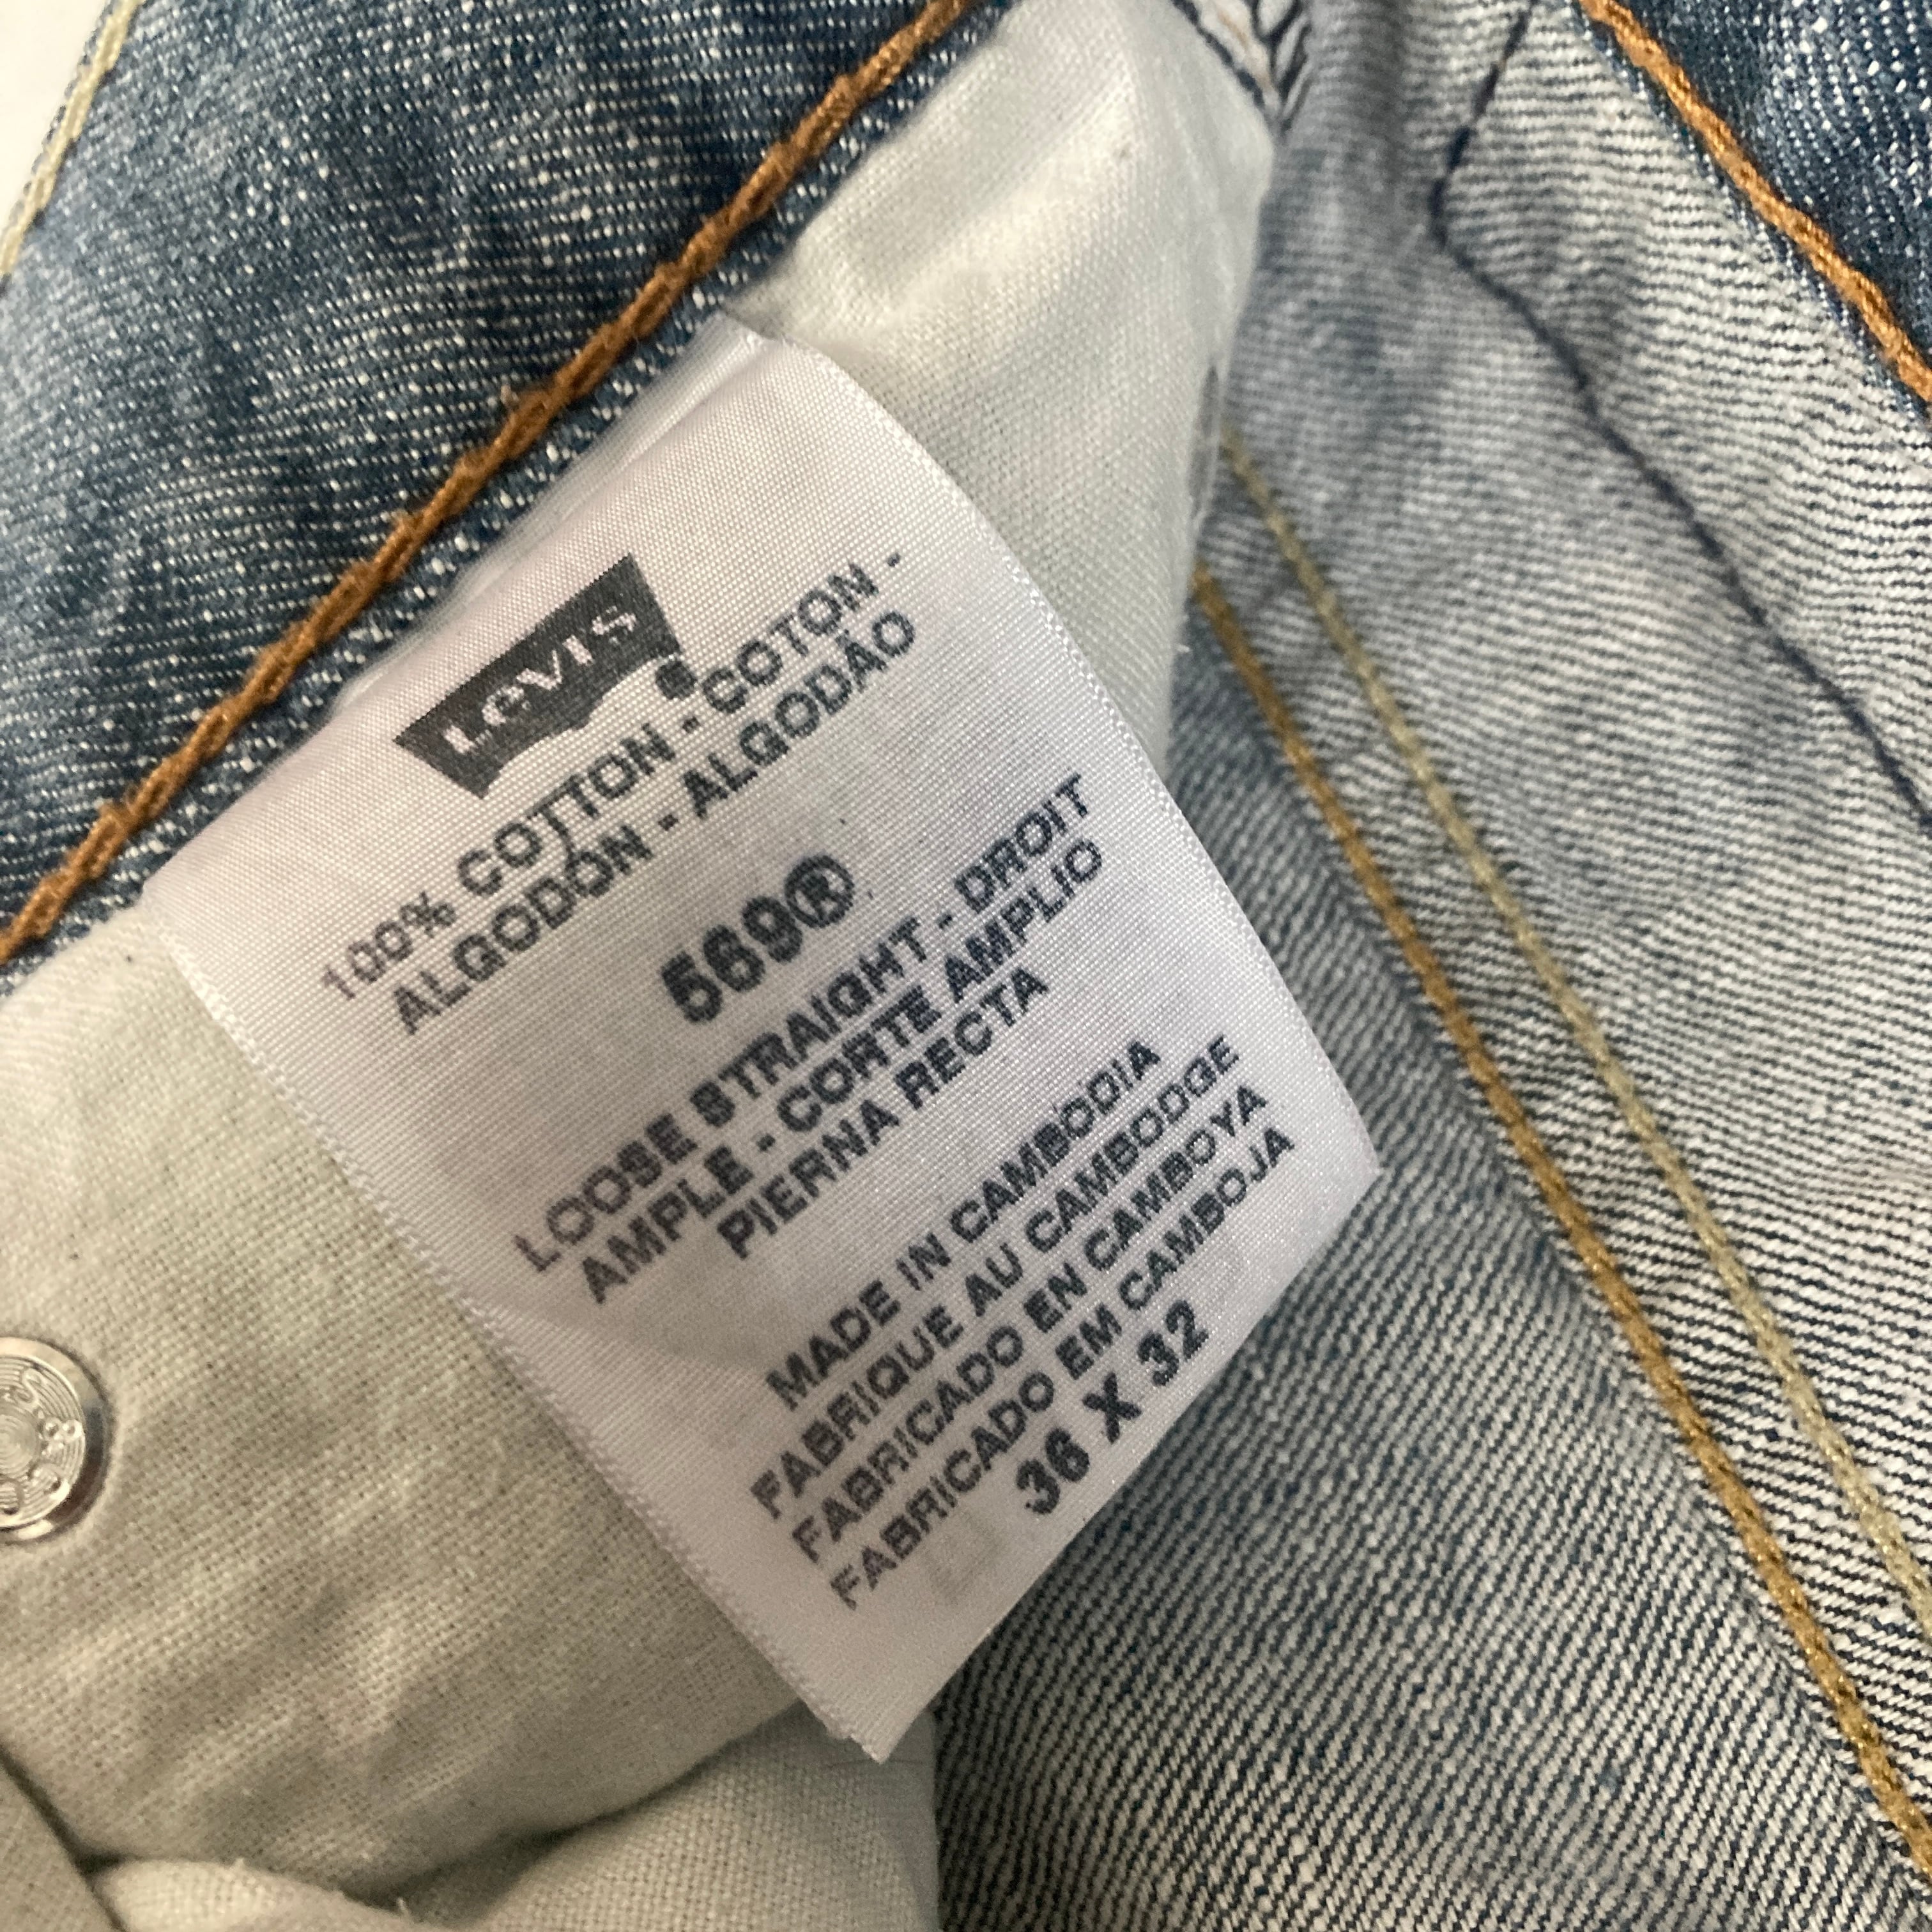 Levi's
100% COTTON - COTON -
ALGODÓN - ALGODÃO
569®
LOOSE STRAIGHT - DROIT
AMPLE - CORTE AMPLIO
PIERNA RECTA
MADE IN CAMBODIA
FABRIQUE AU CAMBODGE
FABRICADO EN CAMBOYA
FABRICADO EM CAMBOJA
36 X 32